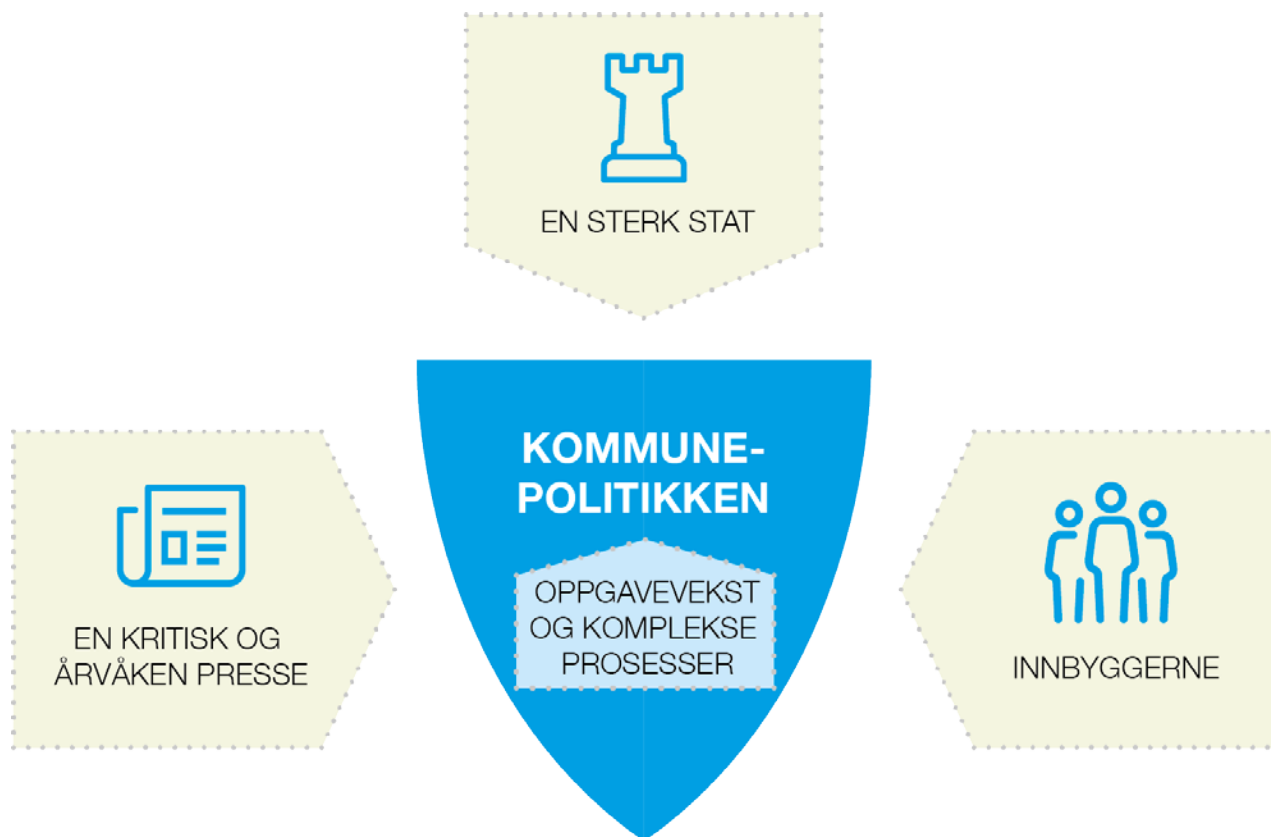 EN STERK STAT
KOMMUNE-
POLITIKKEN
OPPGAVEVEKST
OG KOMPLEKSE
PROSESSER
EN KRITISK OG
ÅRVÅKEN PRESSE
INNBYGGERNE